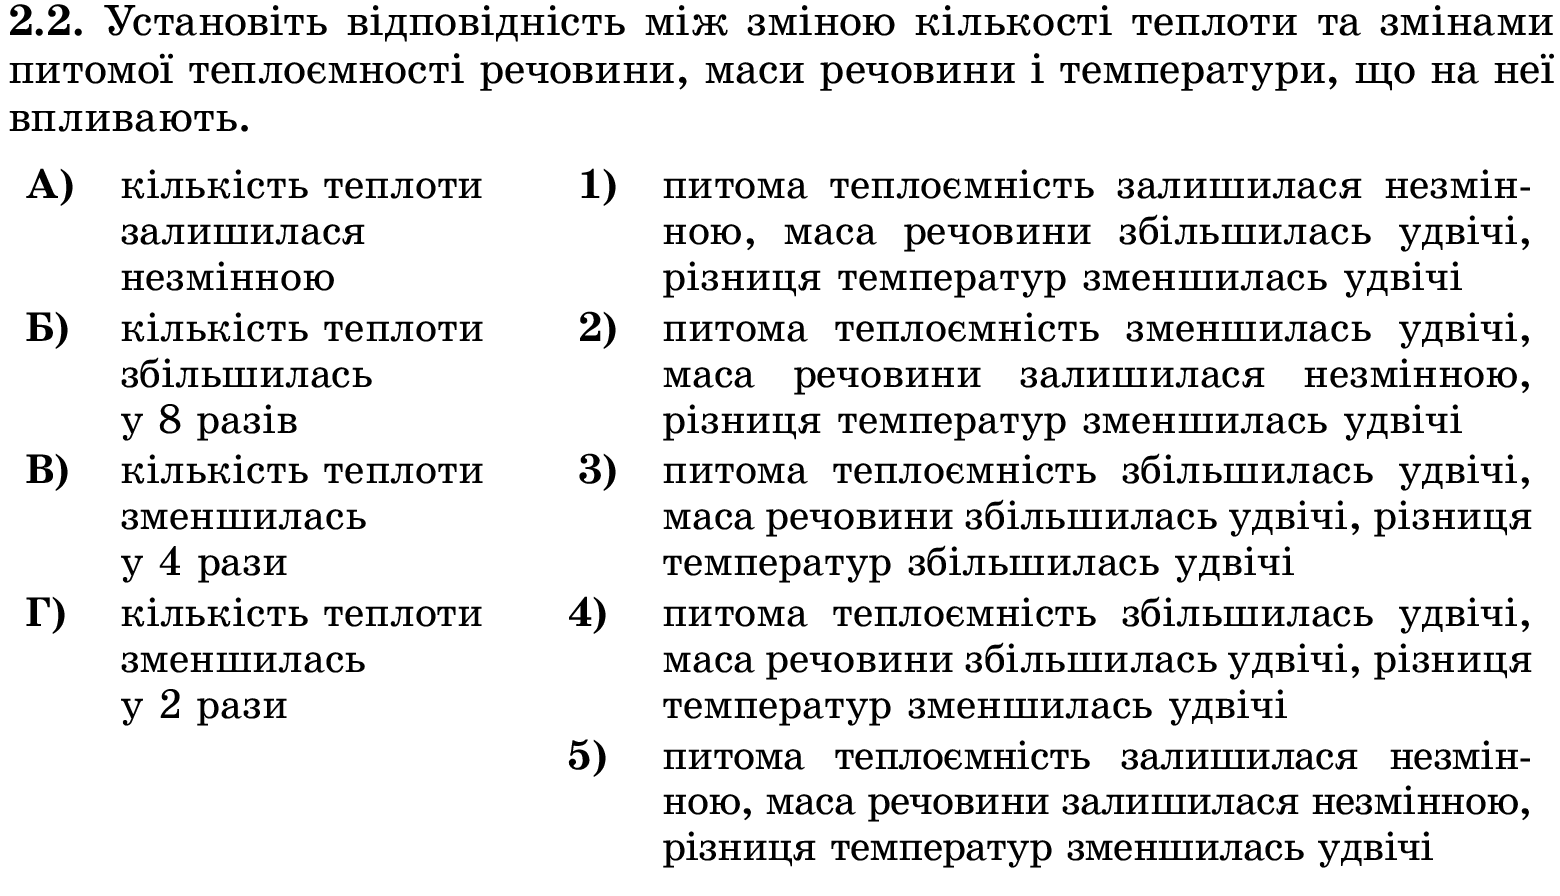 2.2. Установіть відповідність між зміною кількості теплоти та змінами
питомої теплоємності речовини, маси речовини і температури, що на неї
впливають.
А) кількість теплоти
залишилася
незмінною
Б) кількість теплоти
збільшилась
у 8 разів
В) кількість теплоти
зменшилась
у 4 рази
Г) кількість теплоти
зменшилась
у 2 рази
1) питома теплоємність залишилася незмін-
ною, маса речовини збільшилась удвічі,
різниця температур зменшилась удвічі
2) питома теплоємність зменшилась удвічі,
маса речовини залишилася незмінною,
різниця температур зменшилась удвічі
3) питома теплоємність збільшилась удвічі,
маса речовини збільшилась удвічі, різниця
температур збільшилась удвічі
4) питома теплоємність збільшилась удвічі,
маса речовини збільшилась удвічі, різниця
температур зменшилась удвічі
5) питома теплоємність залишилася незмін-
ною, маса речовини залишилася незмінною,
різниця температур зменшилась удвічі